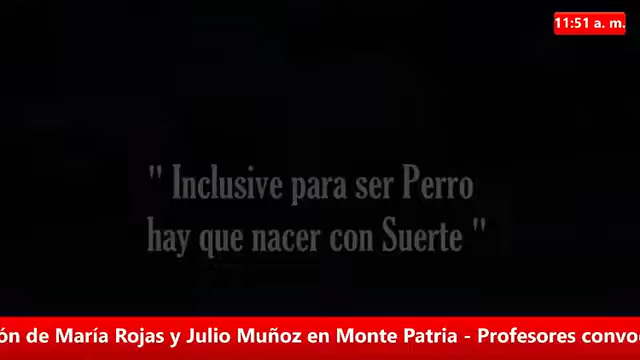 11:51 a. m.
" Inclusive para ser Perro
hay que nacer con Suerte "
ón de María Rojas y Julio Muñoz en Monte Patria - Profesores convo